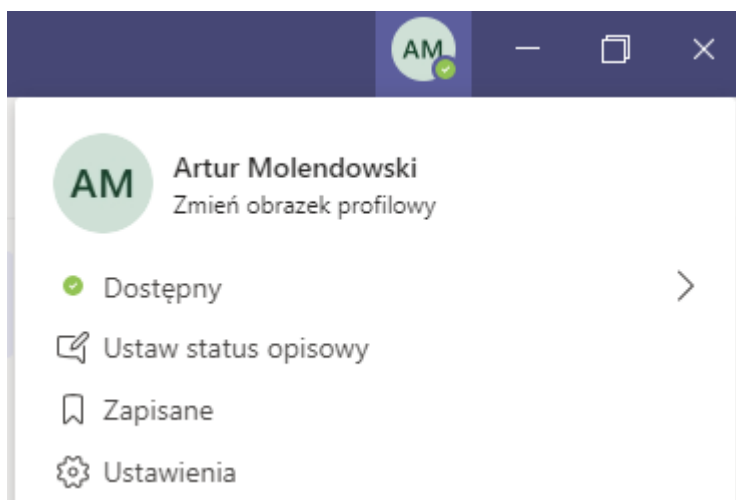 AM
AM
Artur Molendowski
Zmień obrazek profilowy
Dostępny
Ustaw status opisowy
Zapisane
Ustawienia